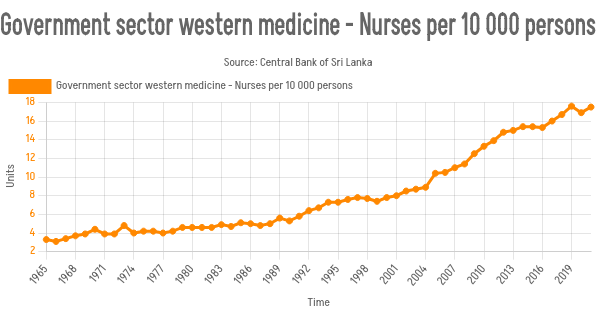 Government sector western medicine - Nurses per 10 000 persons
Source: Central Bank of Sri Lanka
Government sector western medicine - Nurses per 10 000 persons
18
16
14
12
10
8
6
4
2
Units
1965 1968 1971 1974 1977 1980 1983 1986 1989 1992 1995 1998 2001 2004 2007 2010 2013 2016 2019
Time